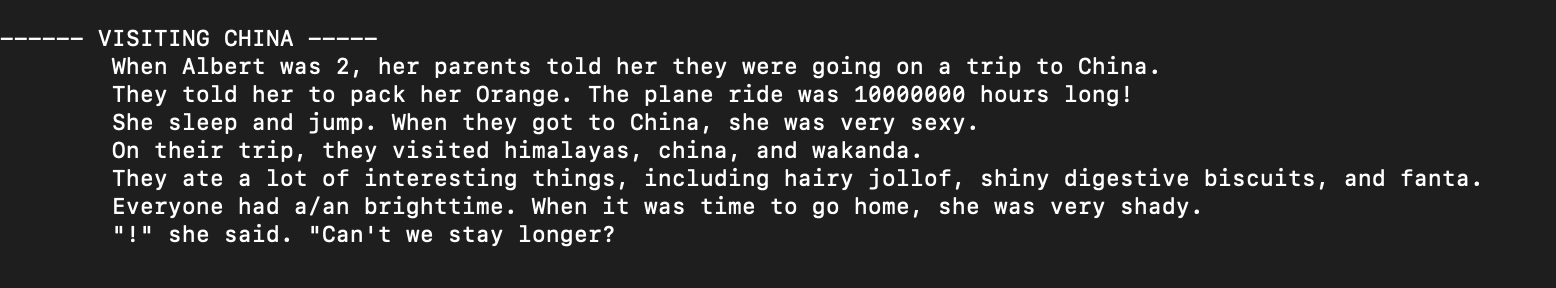 ------ VISITING CHINA -----
When Albert was 2, her parents told her they were going on a trip to China.
They told her to pack her Orange. The plane ride was 10000000 hours long!
She sleep and jump. When they got to China, she was very sexy.
On their trip, they visited himalayas, china, and wakanda.
They ate a lot of interesting things, including hairy jollof, shiny digestive biscuits, and fanta.
Everyone had a/an brighttime. When it was time to go home, she was very shady.
"!" she said. "Can't we stay longer?